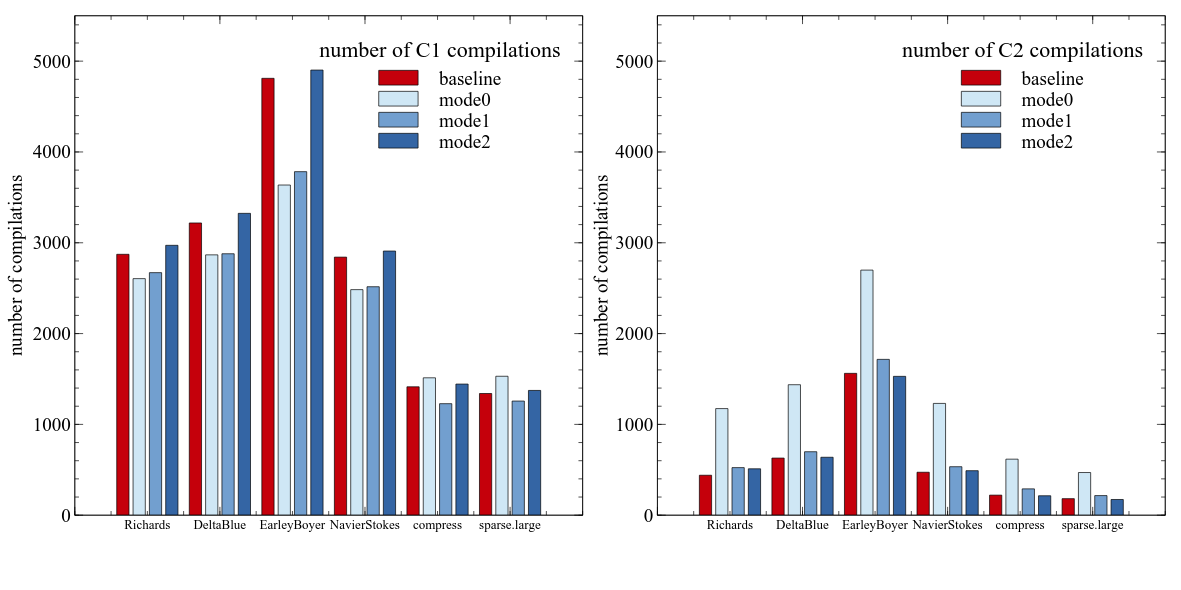 number of C1 compilations
baseline
mode0
mode1
mode2
number of compilations
5000
4000
3000
2000
1000
0
Richards DeltaBlue EarleyBoyer NavierStokes compress sparse.large
number of C2 compilations
baseline
mode0
mode1
mode2
number of compilations
5000
4000
3000
2000
1000
0
Richards DeltaBlue EarleyBoyer NavierStokes compress sparse.large